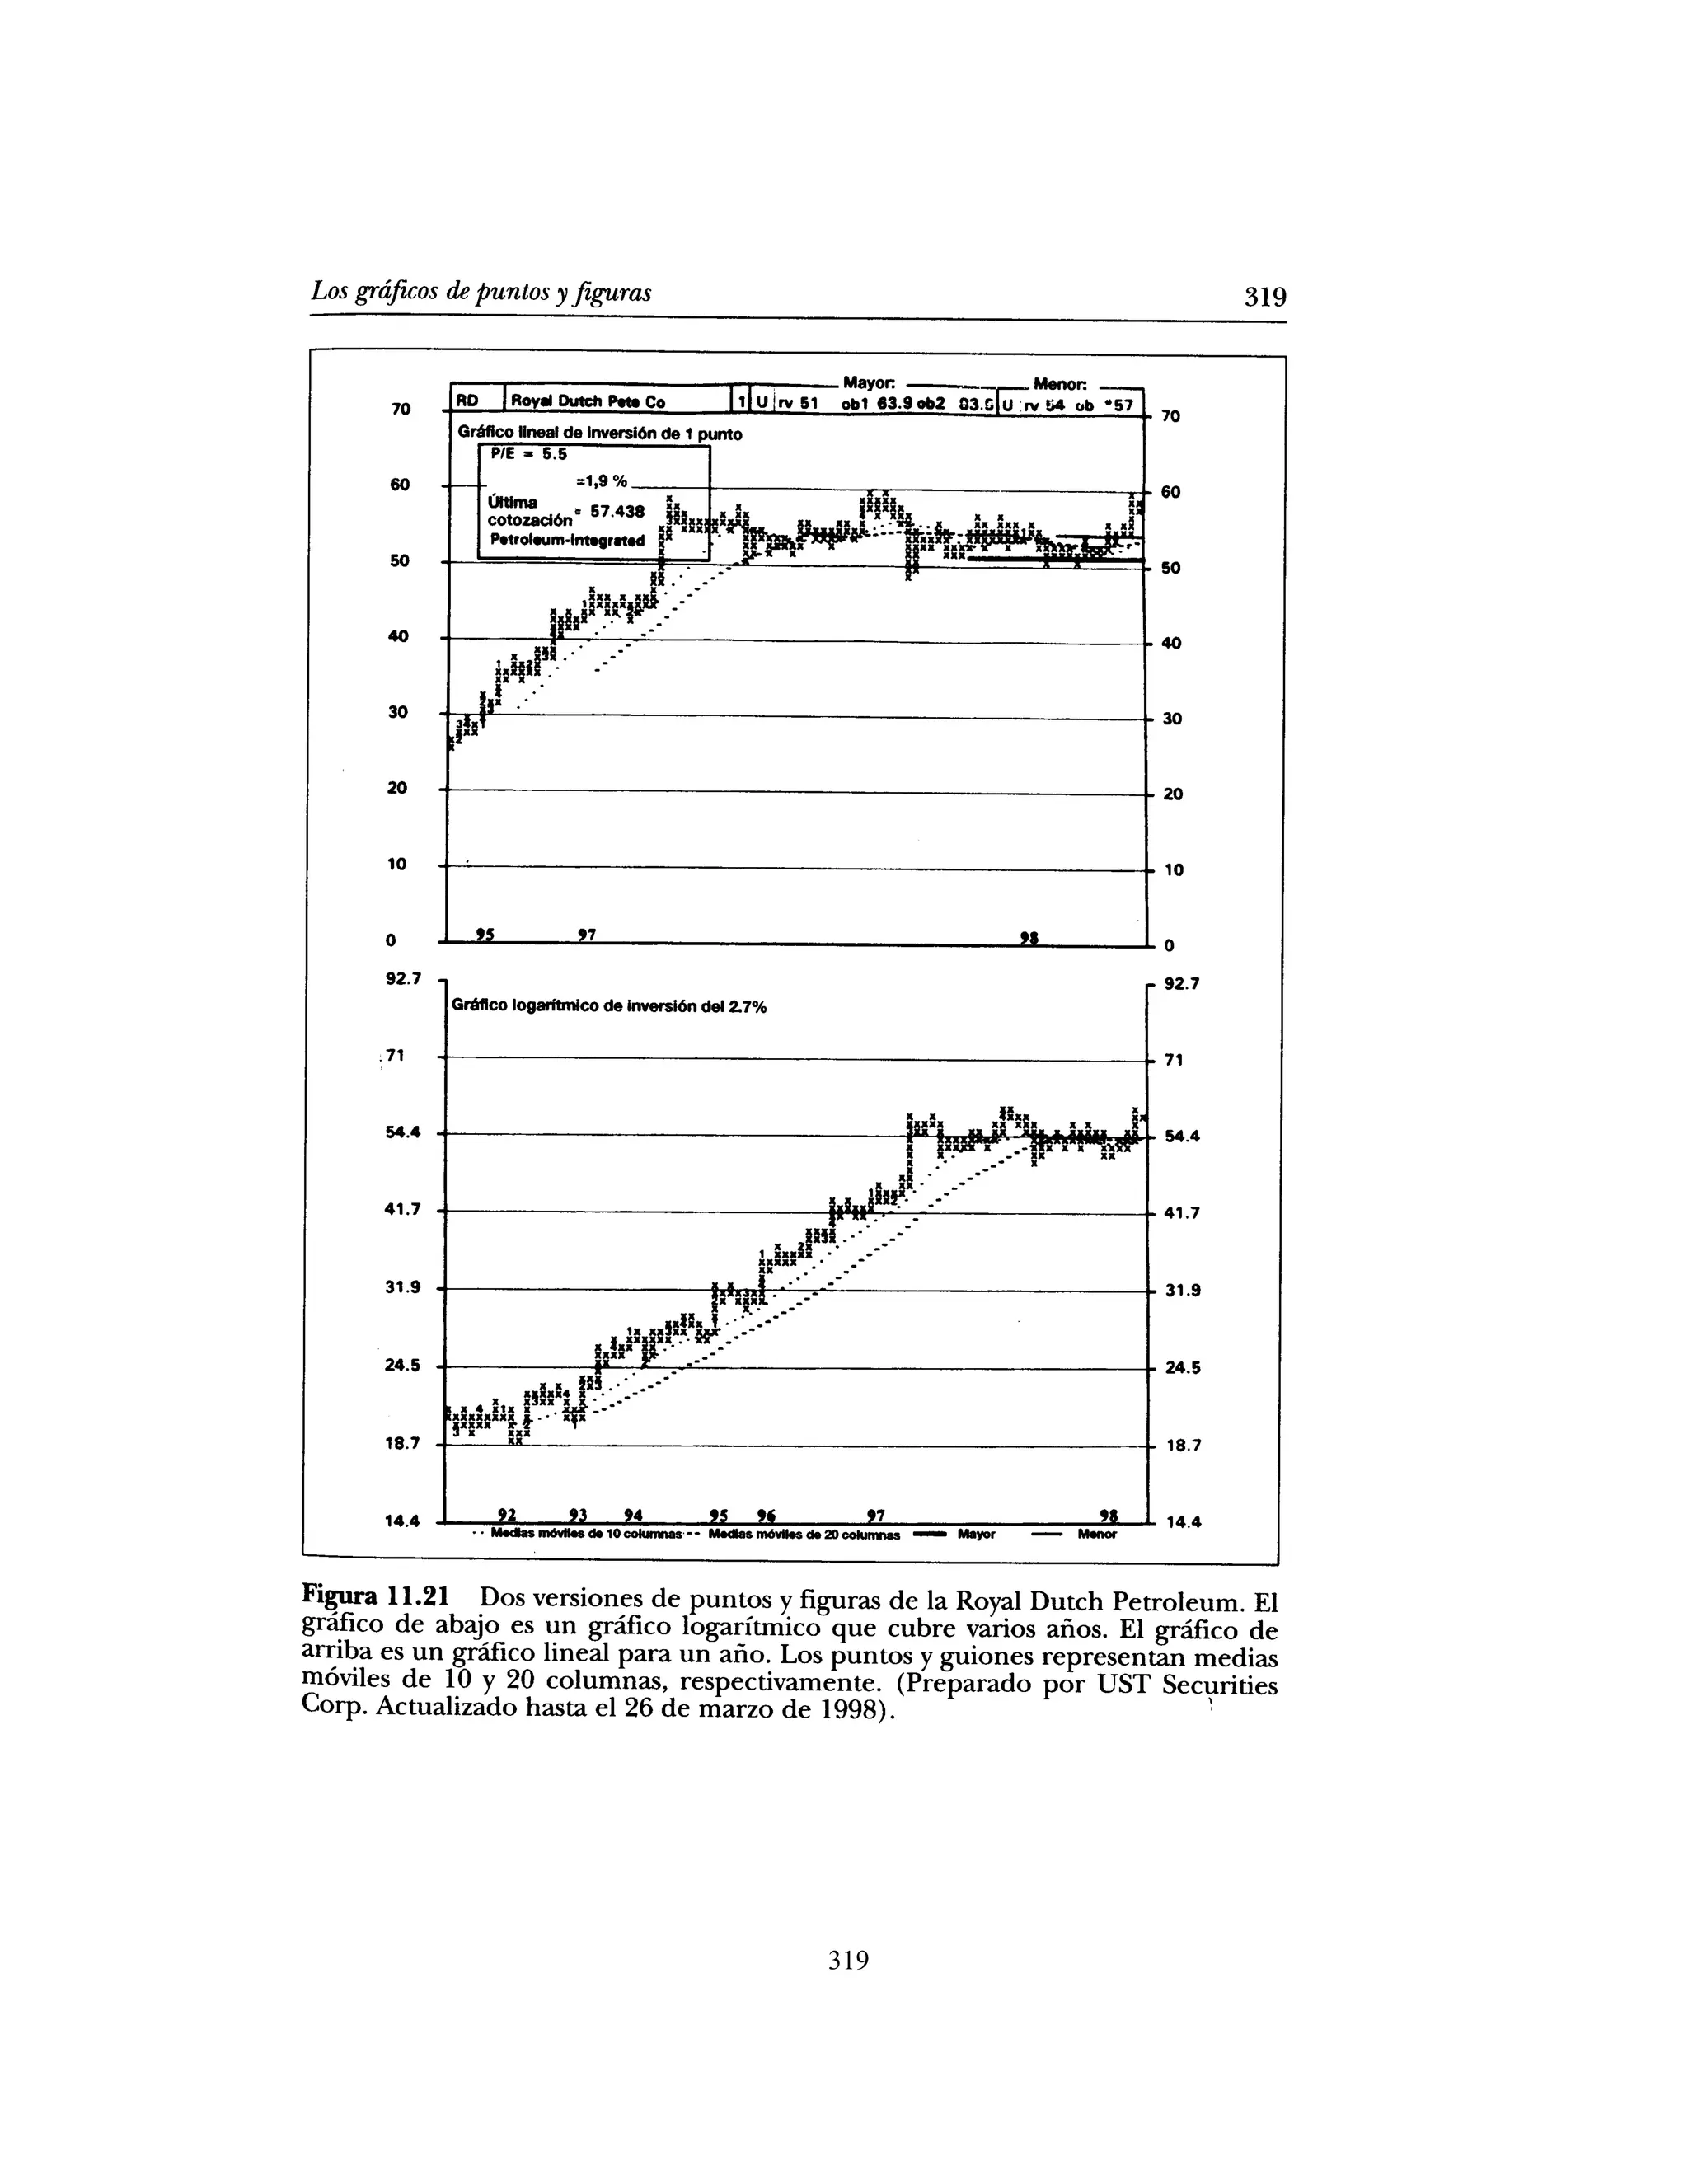 Los gráficos de puntos y figuras 319
Mayor: Menor:
RD Royal Dutch Pete Co 1 U rv 51 ob1 63.9 ob2 U rv 54 ob *57
70 70
Gráfico lineal de inversión de 1 punto
P/E = 5.5
=1,9 %
60 60
Última
cotozación = 57.438
Petroleum-Integrated
50 50
40 40
30 30
20 20
10 10
95 97 98
0 0
92.7 92.7
Gráfico logarítmico de inversión del 2.7%
71 71
54.4 54.4
41.7 41.7
31.9 31.9
24.5 24.5
18.7 18.7
92 93 94 95 96 97 98
14.4 14.4
·· Medias móviles de 10 columnas -- Medias móviles de 20 columnas Mayor Menor
Figura 11.21 Dos versiones de puntos y figuras de la Royal Dutch Petroleum. El
gráfico de abajo es un gráfico logarítmico que cubre varios años. El gráfico de
arriba es un gráfico lineal para un año. Los puntos y guiones representan medias
móviles de 10 y 20 columnas, respectivamente. (Preparado por UST Securities
Corp. Actualizado hasta el 26 de marzo de 1998).
319